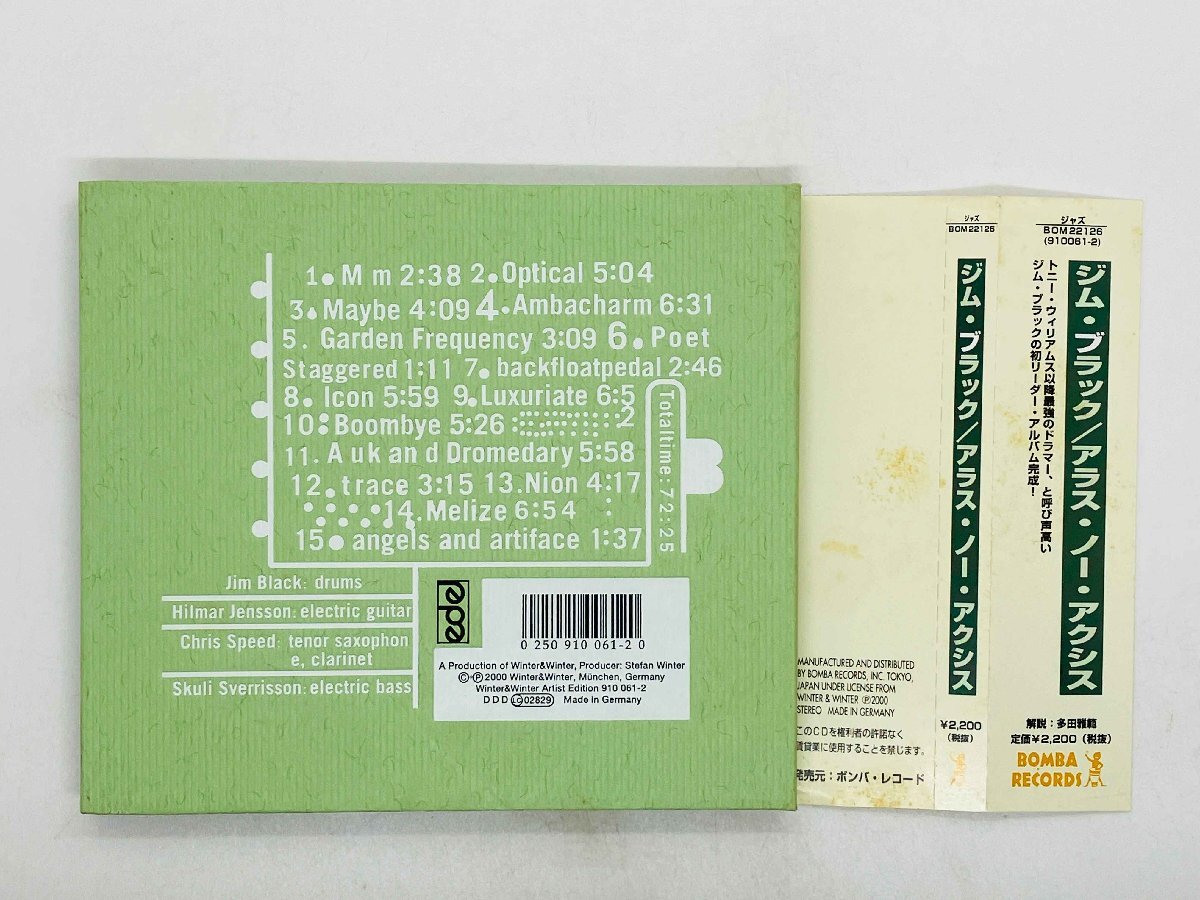 1. M m 2:38 2. Optical 5:04
3. Maybe 4:09 4. Ambacharm 6:31
5. Garden Frequency 3:09 6. Poet
Staggered 1:11 7. backfloatpedal 2:46
8. Icon 5:59 9. Luxuriate 6:5
2
10: Boombye 5:26
11. A uk an d Dromedary 5:58
12. trace 3:15 13. Nion 4:17
14. Melize 6:54
15. angels and artiface 1:37
Totaltime: 72:25
Jim Black: drums
Hilmar Jensson: electric guitar
Chris Speed: tenor saxophon
e, clarinet
Skuli Sverrisson: electric bass
edel
0 250 910 061-2 0
A Production of Winter&Winter, Producer: Stefan Winter
©·℗ 2000 Winter&Winter, München, Germany
Winter&Winter Artist Edition 910 061-2
D D D LC 02829 Made in Germany
MANUFACTURED AND DISTRIBUTED
BY BOMBA RECORDS, INC. TOKYO,
JAPAN UNDER LICENSE FROM
WINTER & WINTER ℗2000
STEREO MADE IN GERMANY
このCDを権利者の許諾なく
賃貸業に使用することを禁じます。
発売元：ボンバ・レコード
ジャズ
BOM22126
ジム・ブラック/アラス・ノー・アクシス
¥2,200
(税抜)
ジャズ
BOM22126
(910061-2)
ジム・ブラック/アラス・ノー・アクシス
トニー・ウィリアムス以降最強のドラマー、と呼び声高い
ジム・ブラックの初リーダー・アルバム完成！
解説：多田雅範
定価¥2,200（税抜）
BOMBA
RECORDS